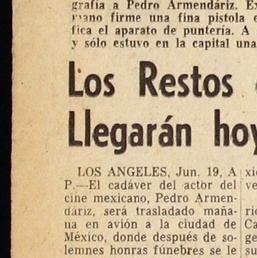 grafía a Pedro Armendáriz. E
mano firme una fina pistola
fica el aparato de puntería. A
y sólo estuvo en la capital una
Los Restos
Llegarán hoy
LOS ANGELES, Jun. 19, A
P.—El cadáver del actor del
cine mexicano, Pedro Armen-
dáriz, será trasladado maña-
na en avión a la ciudad de
México, donde después de so-
lemnes honras fúnebres se le